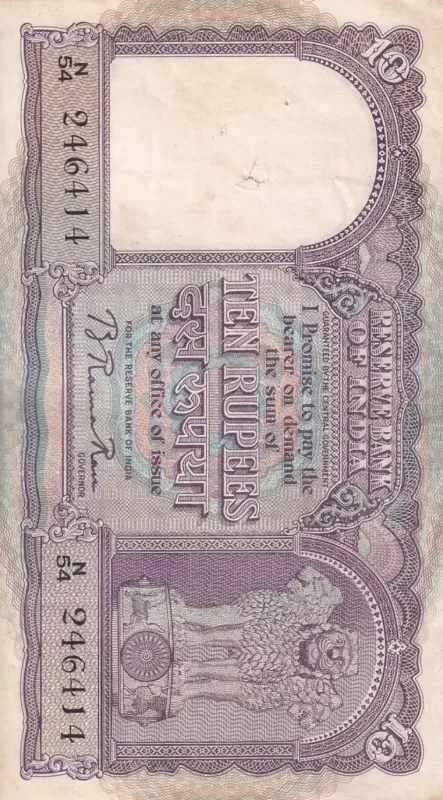 10
RESERVE BANK
OF INDIA
GUARANTEED BY THE CENTRAL GOVERNMENT
I Promise to pay the
bearer on demand
the sum of
TEN RUPEES
दस रुपया
at any office of issue
FOR THE RESERVE BANK OF INDIA
B. Rama Rau
GOVERNOR
N
54 246414
N
54 246414